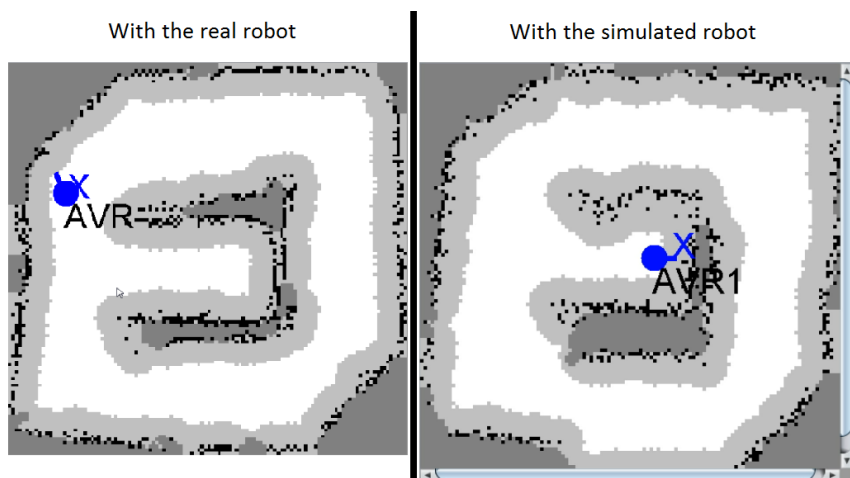 With the real robot
With the simulated robot
X
AVR
X
AVR1